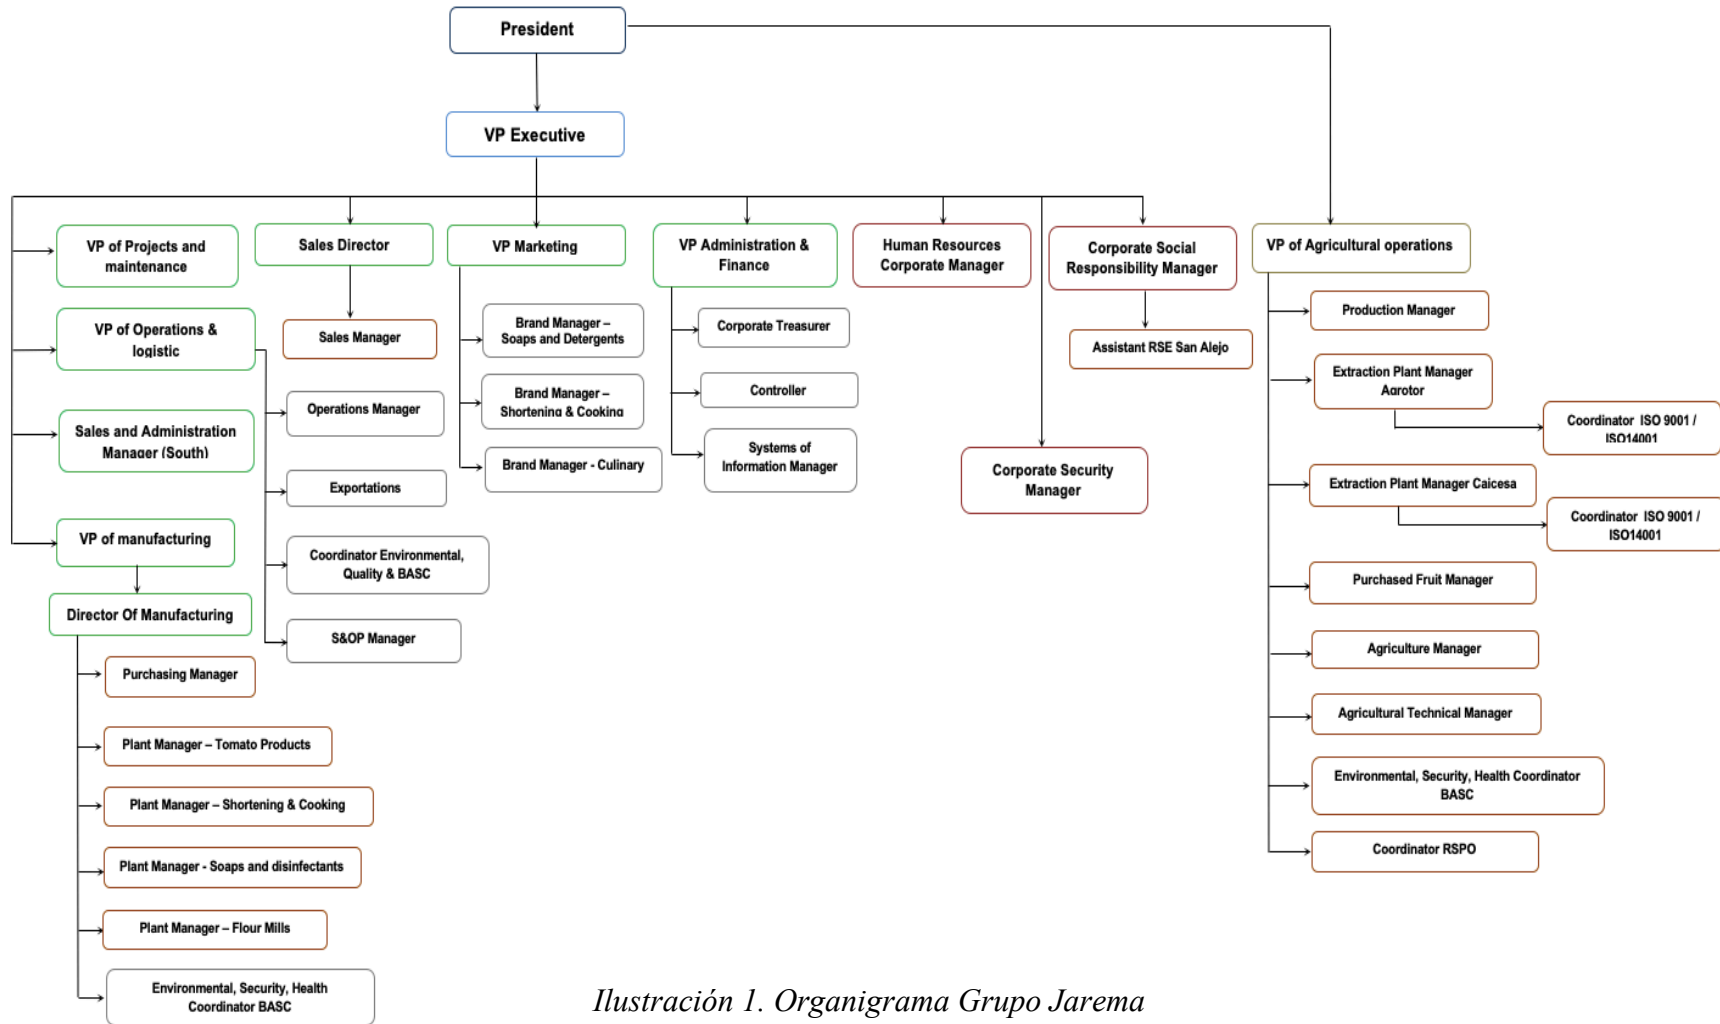 President
VP Executive
VP of Projects and
maintenance
Sales Director
VP Marketing
VP Administration &
Finance
Human Resources
Corporate Manager
Corporate Social
Responsibility Manager
VP of Agricultural operations
VP of Operations &
logistic
Sales Manager
Brand Manager –
Soaps and Detergents
Corporate Treasurer
Assistant RSE San Alejo
Production Manager
Extraction Plant Manager
Agrotor
Operations Manager
Brand Manager –
Shortening & Cooking
Controller
Coordinator ISO 9001 /
ISO14001
Sales and Administration
Manager (South)
Brand Manager - Culinary
Systems of
Information Manager
Corporate Security
Manager
Extraction Plant Manager Caicesa
Exportations
Coordinator ISO 9001 /
ISO14001
VP of manufacturing
Coordinator Environmental,
Quality & BASC
Purchased Fruit Manager
Director Of Manufacturing
S&OP Manager
Agriculture Manager
Purchasing Manager
Agricultural Technical Manager
Plant Manager – Tomato Products
Environmental, Security, Health Coordinator
BASC
Plant Manager – Shortening & Cooking
Coordinator RSPO
Plant Manager - Soaps and disinfectants
Plant Manager – Flour Mills
Environmental, Security, Health
Coordinator BASC
Ilustración 1. Organigrama Grupo Jarema